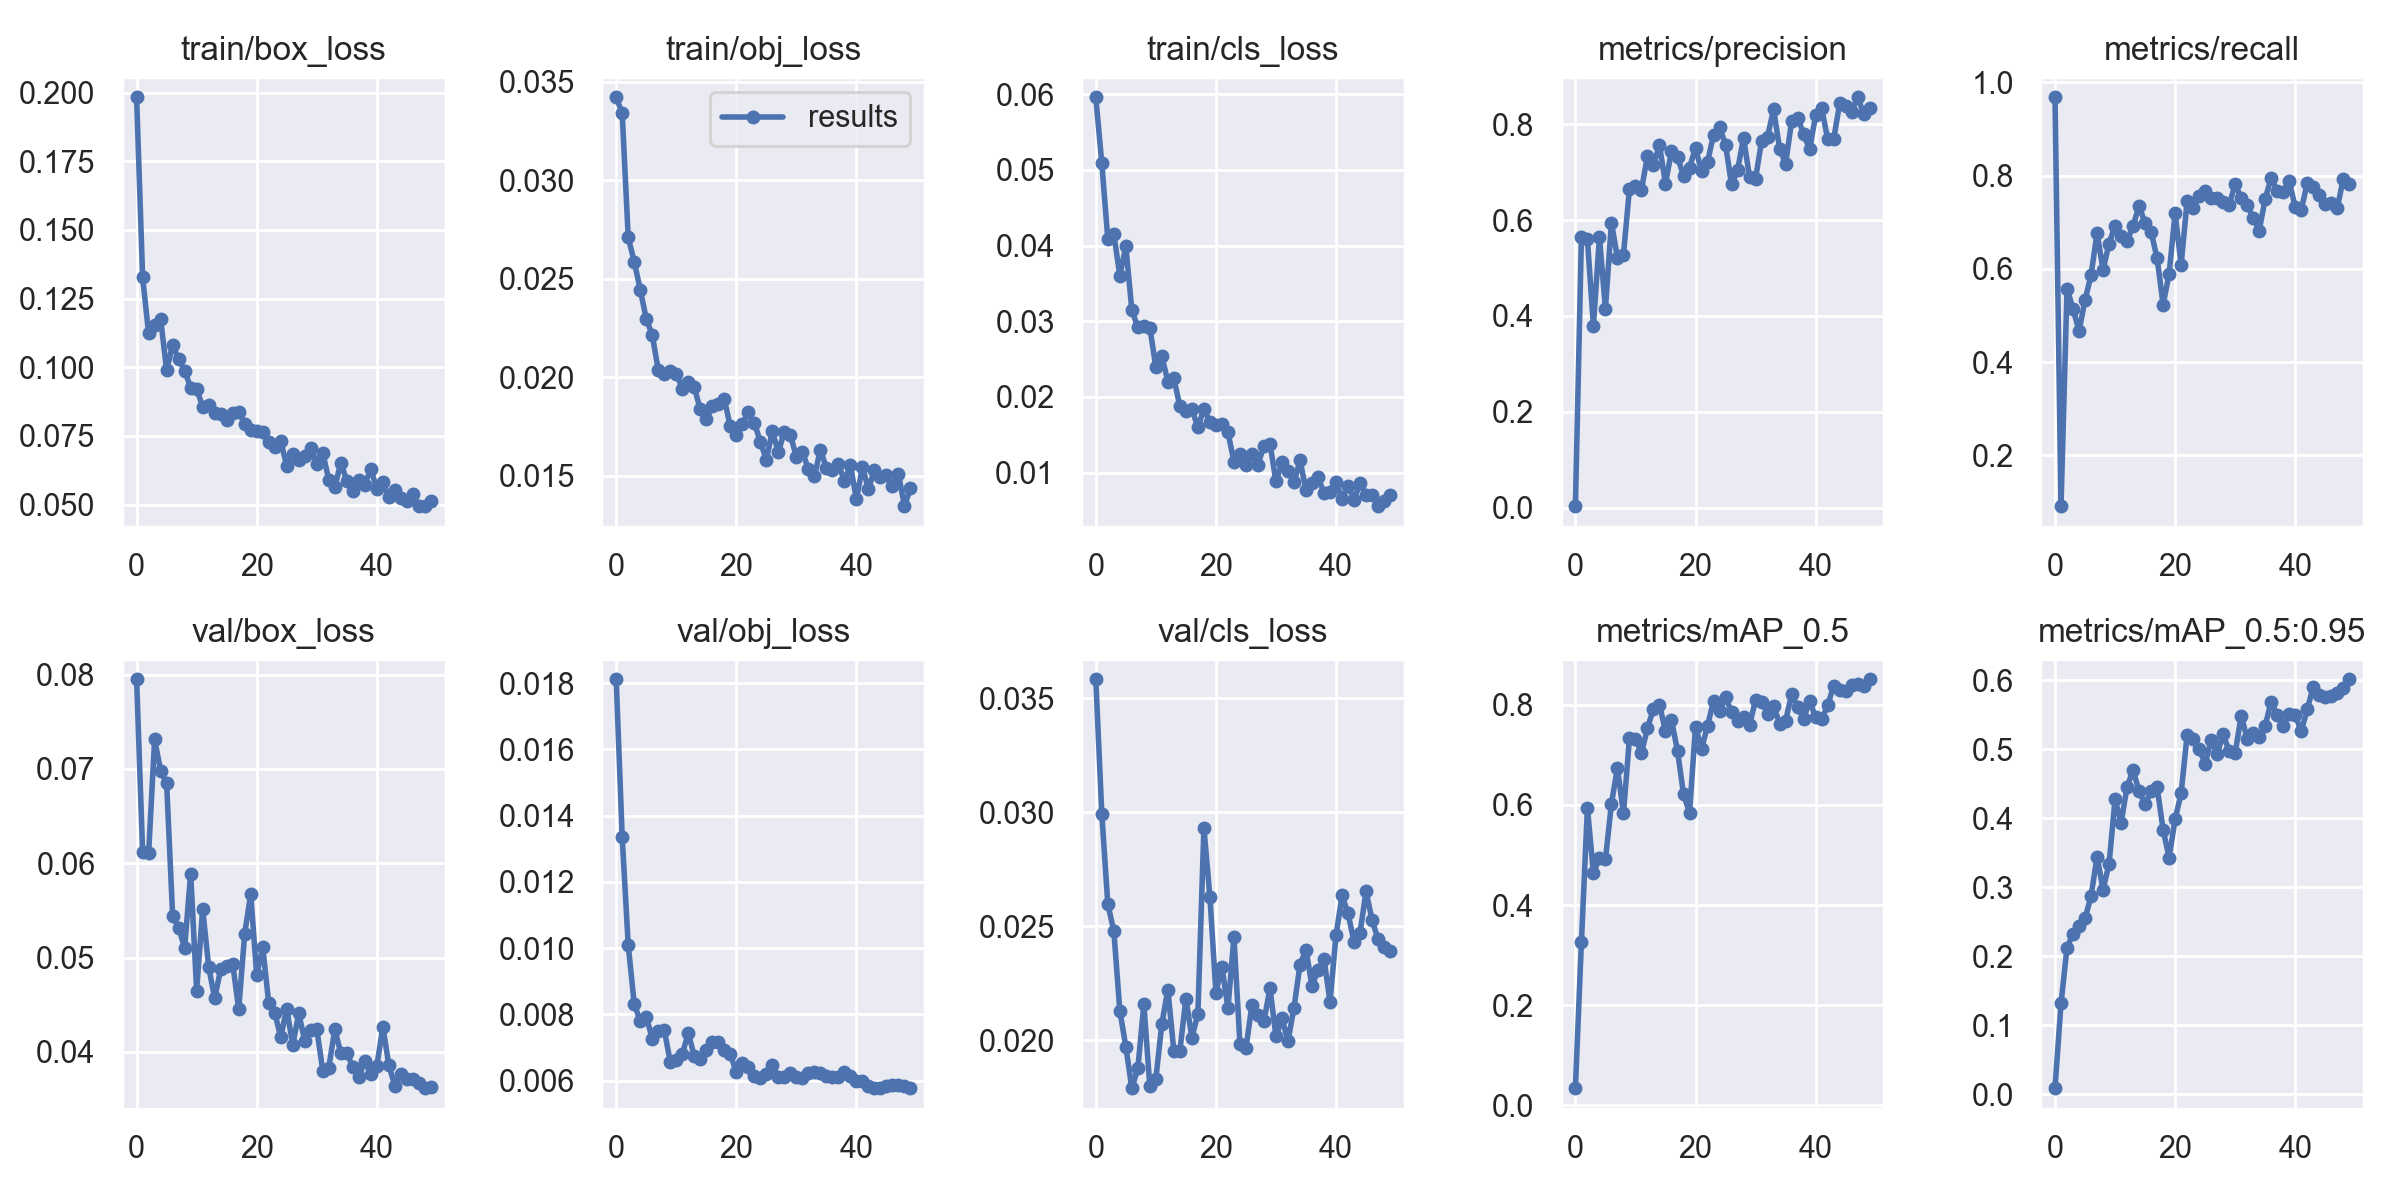 train/box_loss
0.200
0.175
0.150
0.125
0.100
0.075
0.050
0 20 40
train/obj_loss
results
0.035
0.030
0.025
0.020
0.015
0 20 40
train/cls_loss
0.06
0.05
0.04
0.03
0.02
0.01
0 20 40
metrics/precision
0.8
0.6
0.4
0.2
0.0
0 20 40
metrics/recall
1.0
0.8
0.6
0.4
0.2
0 20 40
val/box_loss
0.08
0.07
0.06
0.05
0.04
0 20 40
val/obj_loss
0.018
0.016
0.014
0.012
0.010
0.008
0.006
0 20 40
val/cls_loss
0.035
0.030
0.025
0.020
0 20 40
metrics/mAP_0.5
0.8
0.6
0.4
0.2
0.0
0 20 40
metrics/mAP_0.5:0.95
0.6
0.5
0.4
0.3
0.2
0.1
0.0
0 20 40